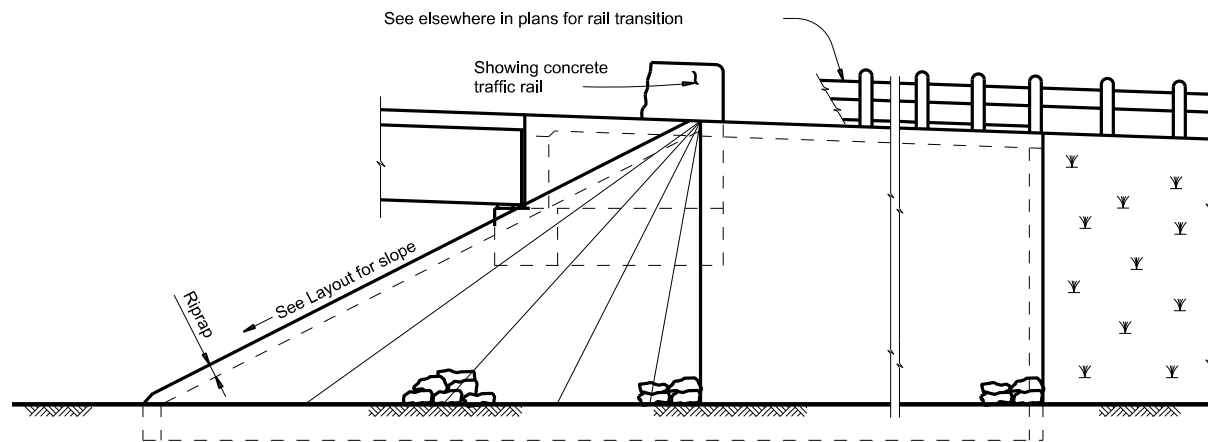 See elsewhere in plans for rail transition
Showing concrete
traffic rail
See Layout for slope
Riprap